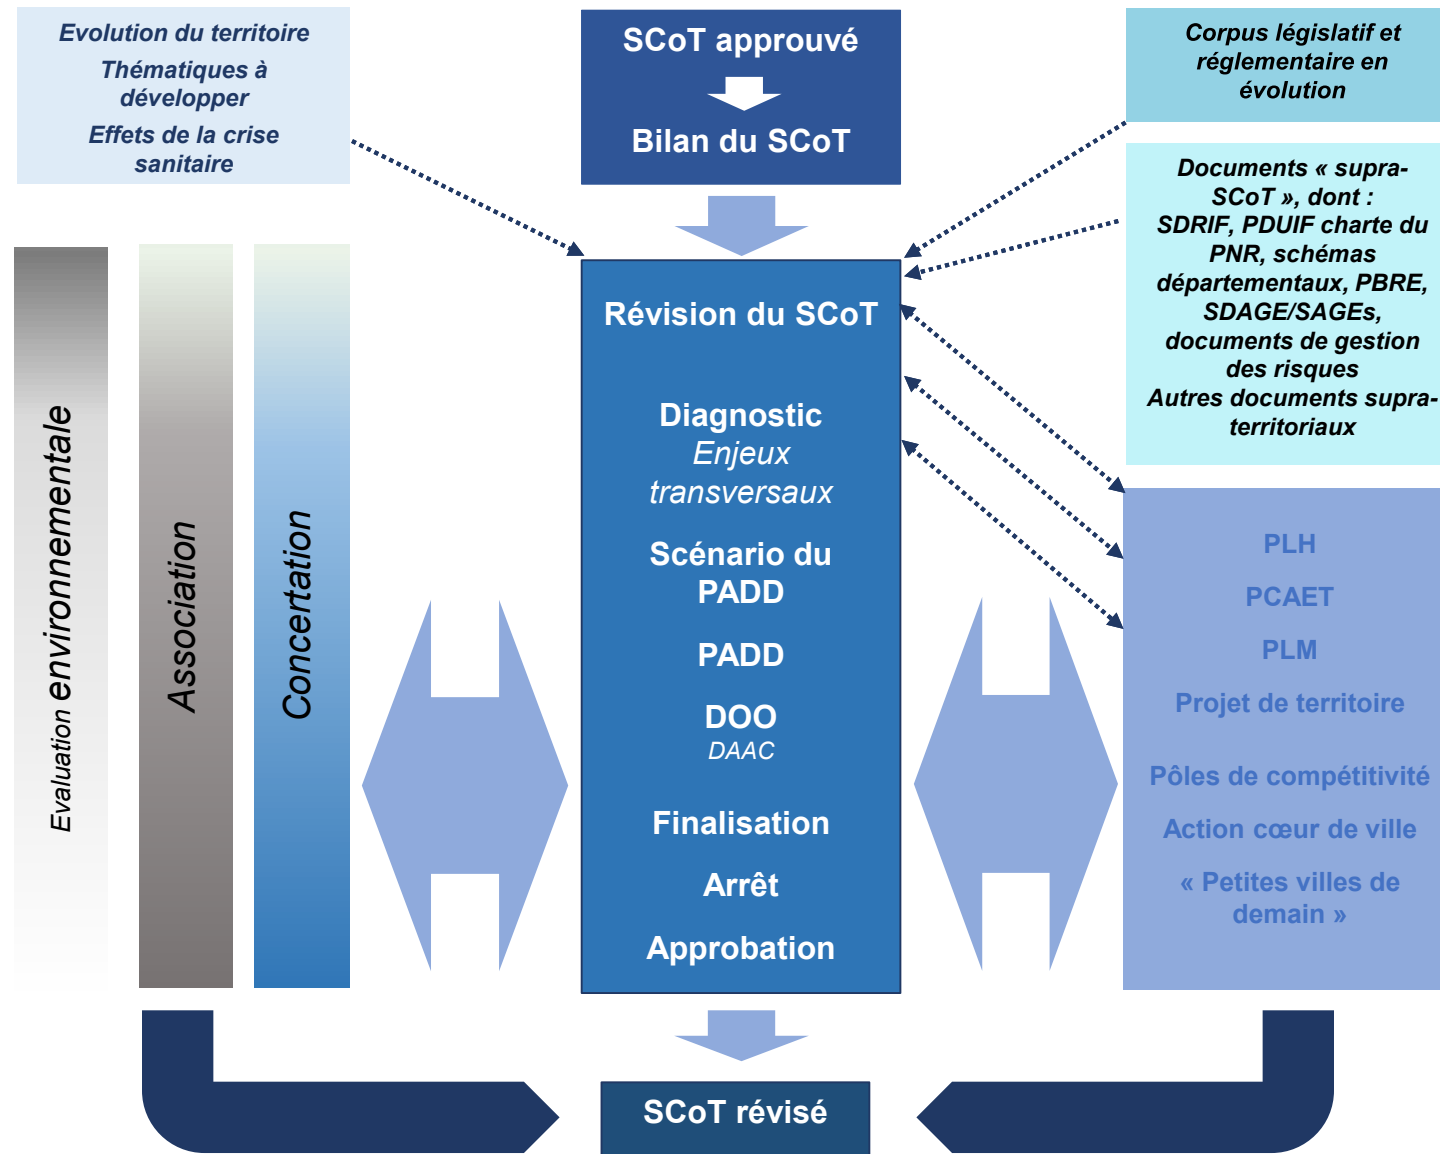 Evolution du territoire
Thématiques à
développer
Effets de la crise
sanitaire
SCoT approuvé
Bilan du SCoT
Corpus législatif et
réglementaire en
évolution
Documents « supra-
SCoT », dont :
SDRIF, PDUIF charte du
PNR, schémas
départementaux, PBRE,
SDAGE/SAGEs,
documents de gestion
des risques
Autres documents supra-
territoriaux
Evaluation environnementale
Association
Concertation
Révision du SCoT
Diagnostic
Enjeux
transversaux
Scénario du
PADD
PADD
DOO
DAAC
Finalisation
Arrêt
Approbation
PLH
PCAET
PLM
Projet de territoire
Pôles de compétitivité
Action cœur de ville
« Petites villes de
demain »
SCoT révisé